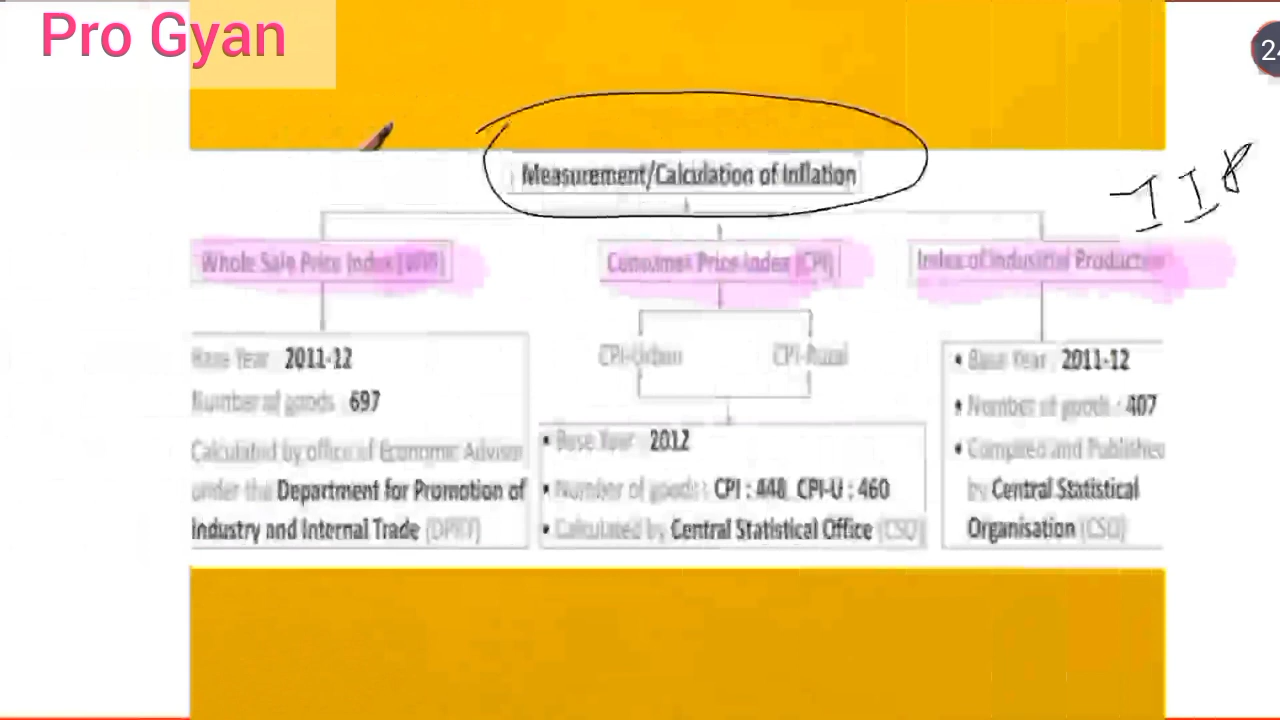 Pro Gyan
24
Measurement/Calculation of Inflation
IIP
Whole Sale Price Index (WPI)
Consumer Price Index (CPI)
Index of Industrial Production
Base Year : 2011-12
Number of goods : 697
Calculated by office of Economic Advisor
under the Department for Promotion of
Industry and Internal Trade (DPIIT)
CPI-Urban
CPI-Rural
• Base Year : 2012
• Number of goods : CPI : 448, CPI-U : 460
• Calculated by Central Statistical Office (CSO)
• Base Year : 2011-12
• Number of goods : 407
• Compiled and Published
by Central Statistical
Organisation (CSO)